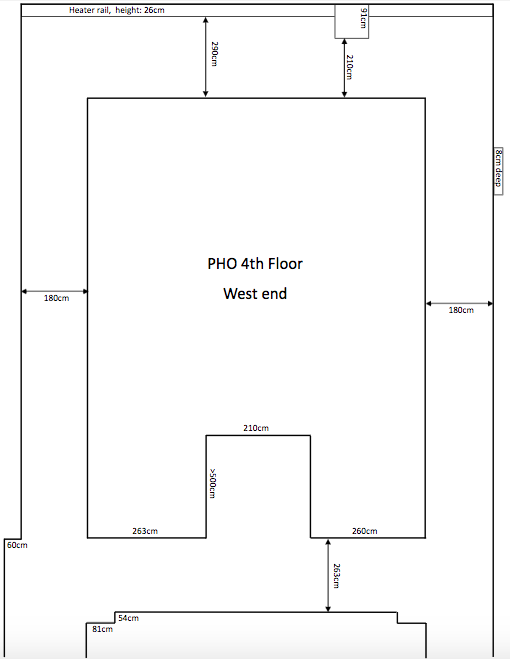 Heater rail,  height: 26cm
91cm
290cm
210cm
8cm deep
PHO 4th Floor
West end
180cm
180cm
210cm
>500cm
263cm
260cm
60cm
263cm
54cm
81cm